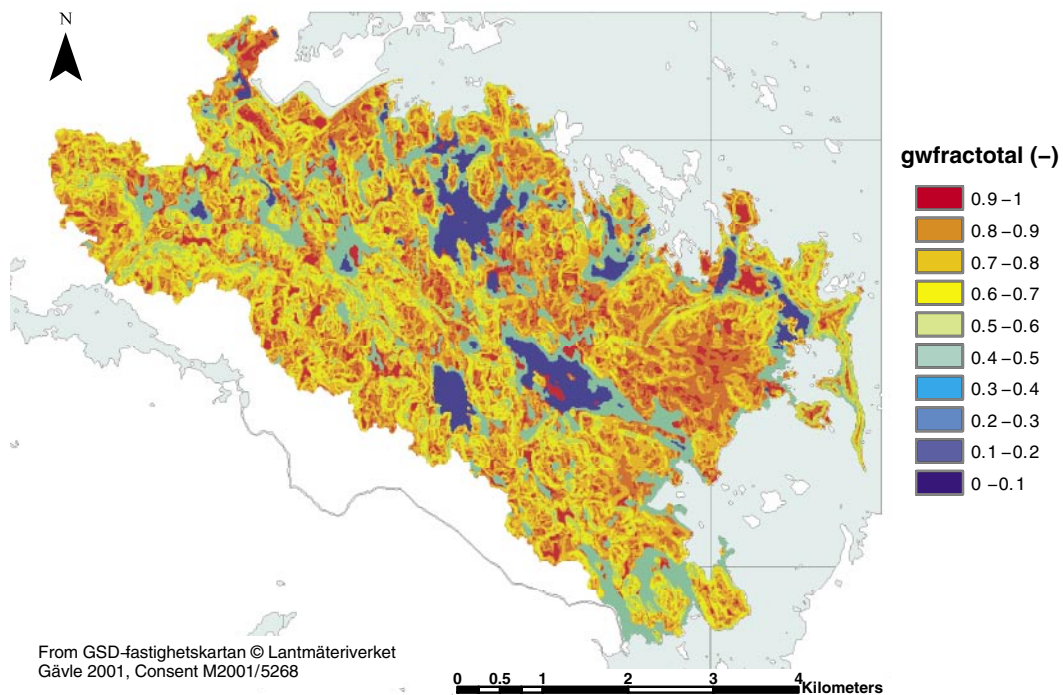 N
gwfractotal (–)
0.9 – 1
0.8 – 0.9
0.7 – 0.8
0.6 – 0.7
0.5 – 0.6
0.4 – 0.5
0.3 – 0.4
0.2 – 0.3
0.1 – 0.2
0 – 0.1
From GSD-fastighetskartan © Lantmäteriverket
Gävle 2001, Consent M2001/5268
0 0.5 1 2 3 4
Kilometers